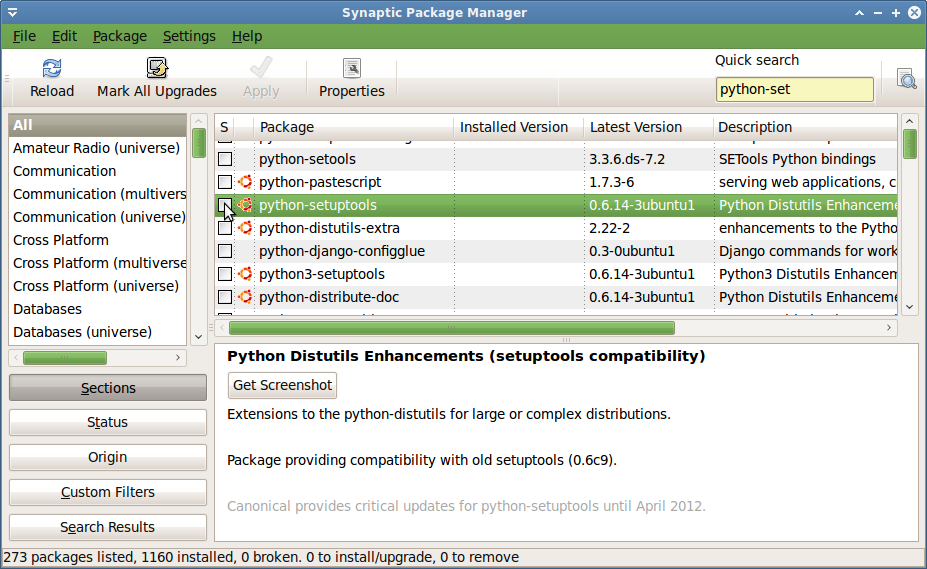 Synaptic Package Manager
File Edit Package Settings Help
Reload Mark All Upgrades Apply Properties
Quick search
python-set
All
Amateur Radio (universe)
Communication
Communication (multivers
Communication (universe)
Cross Platform
Cross Platform (multiverse
Cross Platform (universe)
Databases
Databases (universe)
Sections
Status
Origin
Custom Filters
Search Results
S Package Installed Version Latest Version Description
python-setools 3.3.6.ds-7.2 SETools Python bindings
python-pastescript 1.7.3-6 serving web applications, c
python-setuptools 0.6.14-3ubuntu1 Python Distutils Enhanceme
python-distutils-extra 2.22-2 enhancements to the Pytho
python-django-configglue 0.3-0ubuntu1 Django commands for work
python3-setuptools 0.6.14-3ubuntu1 Python3 Distutils Enhancem
python-distribute-doc 0.6.14-3ubuntu1 Python Distutils Enhanceme
Python Distutils Enhancements (setuptools compatibility)
Get Screenshot
Extensions to the python-distutils for large or complex distributions.
Package providing compatibility with old setuptools (0.6c9).
Canonical provides critical updates for python-setuptools until April 2012.
273 packages listed, 1160 installed, 0 broken. 0 to install/upgrade, 0 to remove